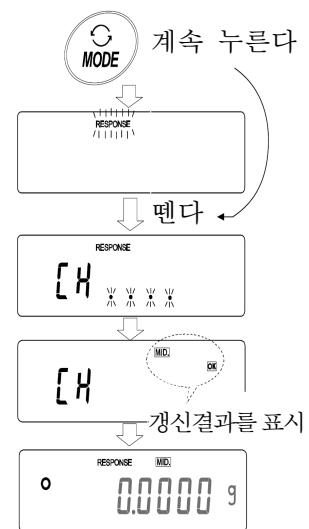 MODE 계속 누른다
RESPONSE
뗀다
RESPONSE
CH
MID.
OK
CH
갱신결과를 표시
RESPONSE MID.
0.0000 g